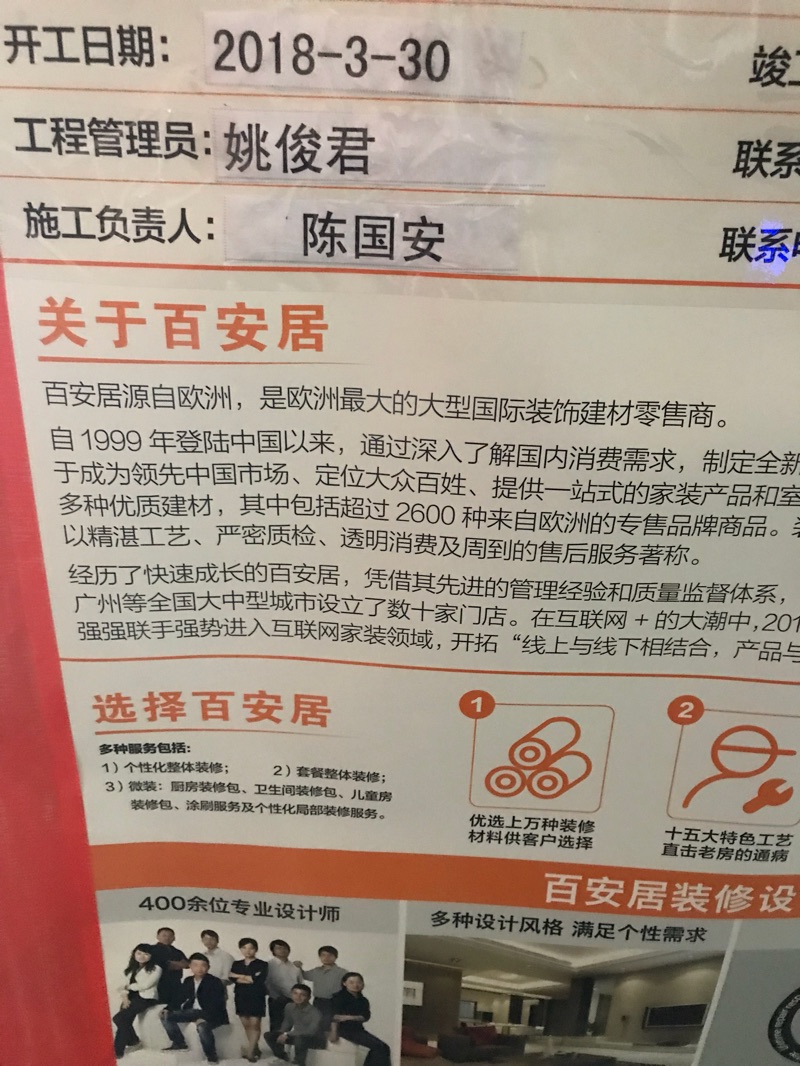 开工日期：2018-3-30 竣工
工程管理员：姚俊君 联系
施工负责人：陈国安 联系
关于百安居
百安居源自欧洲，是欧洲最大的大型国际装饰建材零售商。
自1999年登陆中国以来，通过深入了解国内消费需求，制定全新
于成为领先中国市场、定位大众百姓、提供一站式的家装产品和室
多种优质建材，其中包括超过2600种来自欧洲的专售品牌商品。
以精湛工艺、严密质检、透明消费及周到的售后服务著称。
经历了快速成长的百安居，凭借其先进的管理经验和质量监督体系，
广州等全国大中型城市设立了数十家门店。在互联网+的大潮中，201
强强联手强势进入互联网家装领域，开拓“线上与线下相结合，产品与
选择百安居
多种服务包括：
1）个性化整体装修； 2）套餐整体装修；
3）微装：厨房装修包、卫生间装修包、儿童房
装修包、涂刷服务及个性化局部装修服务。
1
优选上万种装修
材料供客户选择
2
十五大特色工艺
直击老房的通病
百安居装修设
400余位专业设计师
多种设计风格 满足个性需求